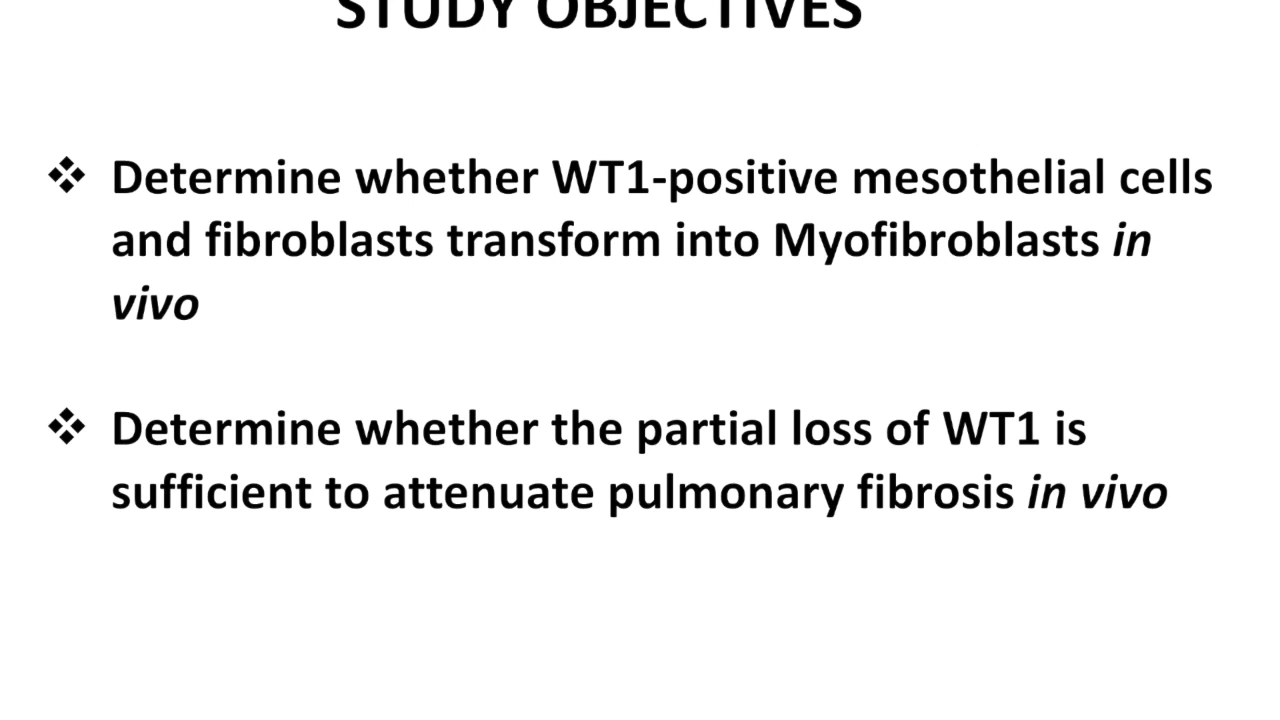 STUDY OBJECTIVES
❖ Determine whether WT1-positive mesothelial cells
and fibroblasts transform into Myofibroblasts in
vivo
❖ Determine whether the partial loss of WT1 is
sufficient to attenuate pulmonary fibrosis in vivo